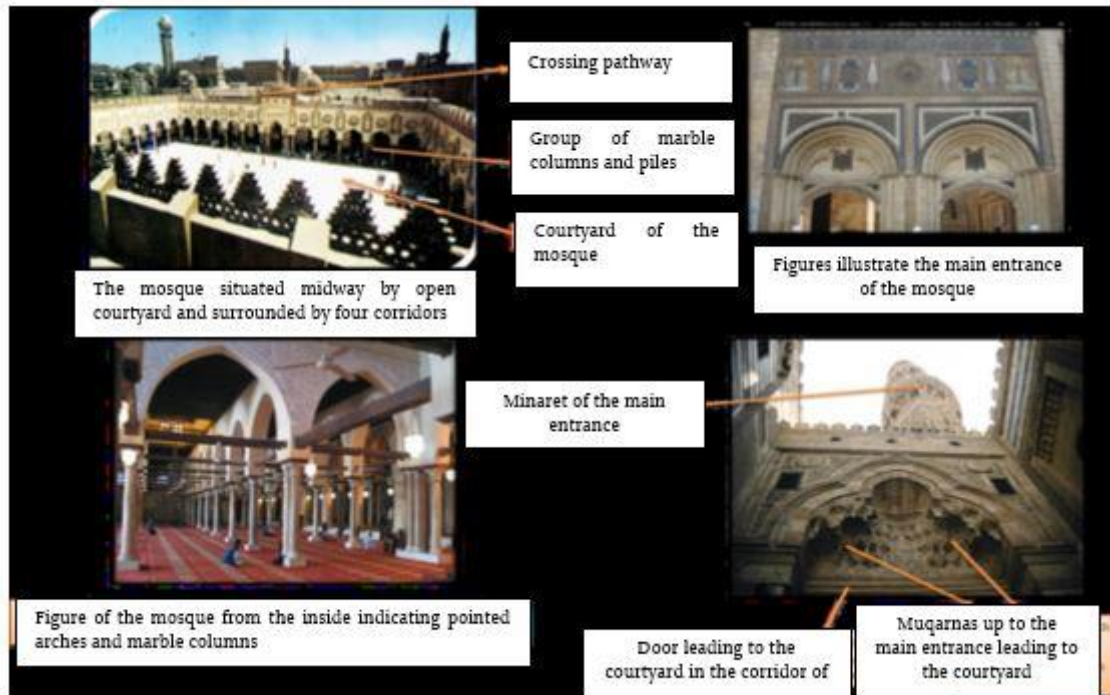 Crossing pathway
Group of marble
columns and piles
Courtyard of the
mosque
The mosque situated midway by open
courtyard and surrounded by four corridors
Figures illustrate the main entrance
of the mosque
Minaret of the main
entrance
Figure of the mosque from the inside indicating pointed
arches and marble columns
Door leading to the
courtyard in the corridor of
Muqarnas up to the
main entrance leading to
the courtyard